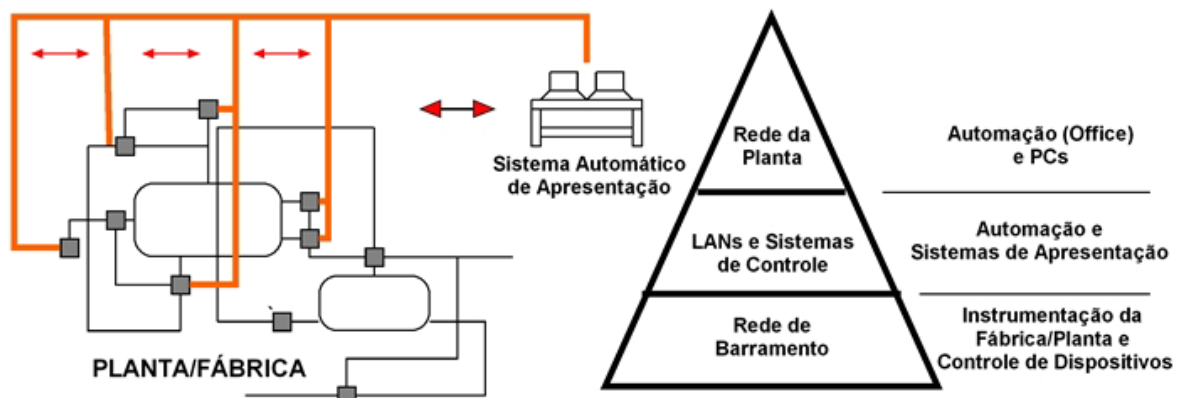 Sistema Automático
de Apresentação
PLANTA/FÁBRICA
Rede da
Planta
Automação (Office)
e PCs
LANs e Sistemas
de Controle
Automação e
Sistemas de Apresentação
Rede de
Barramento
Instrumentação da
Fábrica/Planta e
Controle de Dispositivos